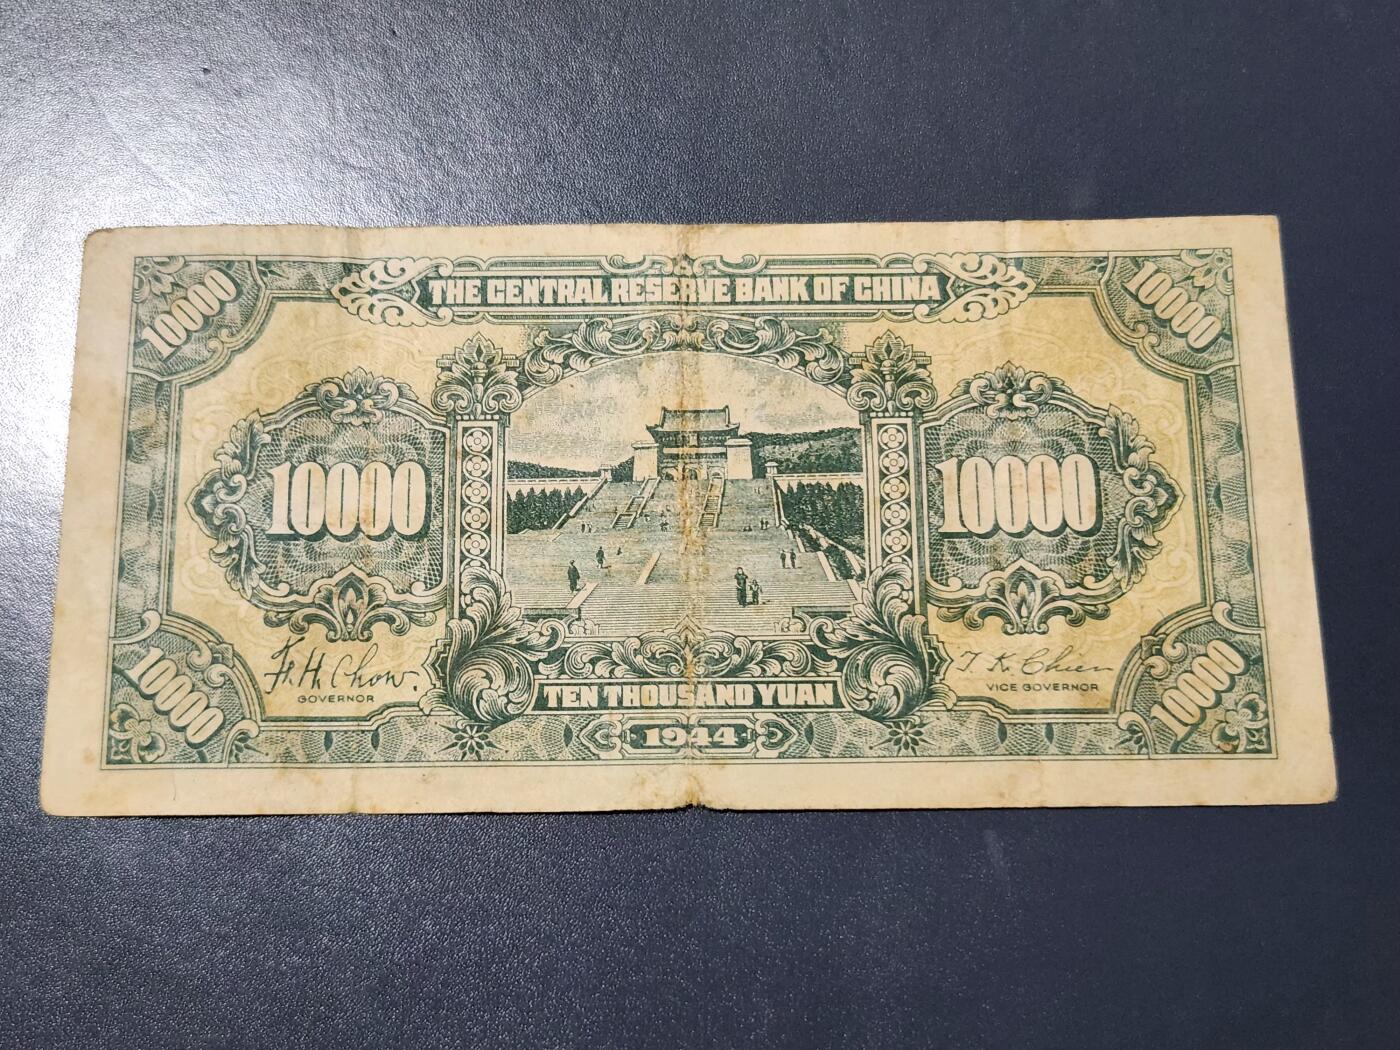 10000
THE CENTRAL RESERVE BANK OF CHINA
10000
10000
10000
F. H. Chow.
GOVERNOR
T. K. Chien
VICE GOVERNOR
10000
TEN THOUSAND YUAN
10000
1944